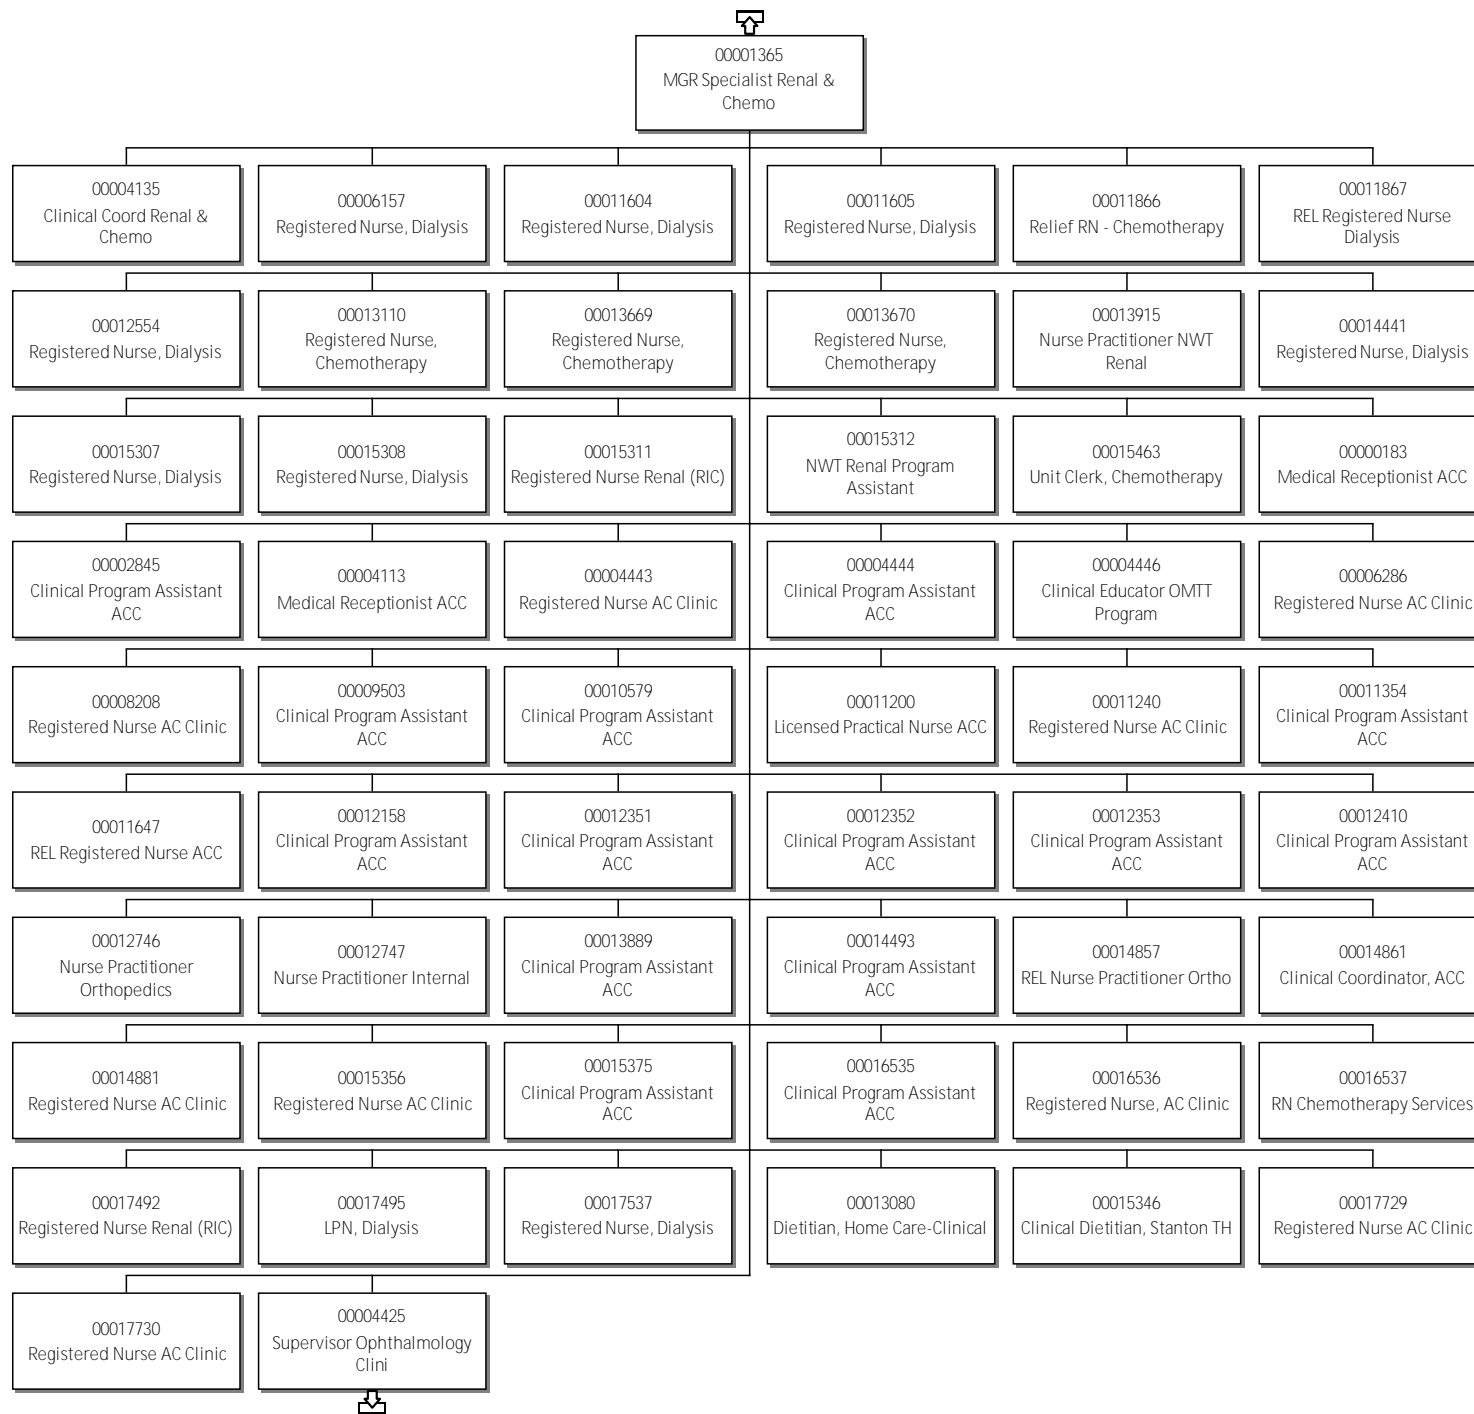 00001365
MGR Specialist Renal &
Chemo
00004135
Clinical Coord Renal &
Chemo
00006157
Registered Nurse, Dialysis
00011604
Registered Nurse, Dialysis
00011605
Registered Nurse, Dialysis
00011866
Relief RN - Chemotherapy
00011867
REL Registered Nurse
Dialysis
00012554
Registered Nurse, Dialysis
00013110
Registered Nurse,
Chemotherapy
00013669
Registered Nurse,
Chemotherapy
00013670
Registered Nurse,
Chemotherapy
00013915
Nurse Practitioner NWT
Renal
00014441
Registered Nurse, Dialysis
00015307
Registered Nurse, Dialysis
00015308
Registered Nurse, Dialysis
00015311
Registered Nurse Renal (RIC)
00015312
NWT Renal Program
Assistant
00015463
Unit Clerk, Chemotherapy
00000183
Medical Receptionist ACC
00002845
Clinical Program Assistant
ACC
00004113
Medical Receptionist ACC
00004443
Registered Nurse AC Clinic
00004444
Clinical Program Assistant
ACC
00004446
Clinical Educator OMTT
Program
00006286
Registered Nurse AC Clinic
00008208
Registered Nurse AC Clinic
00009503
Clinical Program Assistant
ACC
00010579
Clinical Program Assistant
ACC
00011200
Licensed Practical Nurse ACC
00011240
Registered Nurse AC Clinic
00011354
Clinical Program Assistant
ACC
00011647
REL Registered Nurse ACC
00012158
Clinical Program Assistant
ACC
00012351
Clinical Program Assistant
ACC
00012352
Clinical Program Assistant
ACC
00012353
Clinical Program Assistant
ACC
00012410
Clinical Program Assistant
ACC
00012746
Nurse Practitioner
Orthopedics
00012747
Nurse Practitioner Internal
00013889
Clinical Program Assistant
ACC
00014493
Clinical Program Assistant
ACC
00014857
REL Nurse Practitioner Ortho
00014861
Clinical Coordinator, ACC
00014881
Registered Nurse AC Clinic
00015356
Registered Nurse AC Clinic
00015375
Clinical Program Assistant
ACC
00016535
Clinical Program Assistant
ACC
00016536
Registered Nurse, AC Clinic
00016537
RN Chemotherapy Services
00017492
Registered Nurse Renal (RIC)
00017495
LPN, Dialysis
00017537
Registered Nurse, Dialysis
00013080
Dietitian, Home Care-Clinical
00015346
Clinical Dietitian, Stanton TH
00017729
Registered Nurse AC Clinic
00017730
Registered Nurse AC Clinic
00004425
Supervisor Ophthalmology
Clini